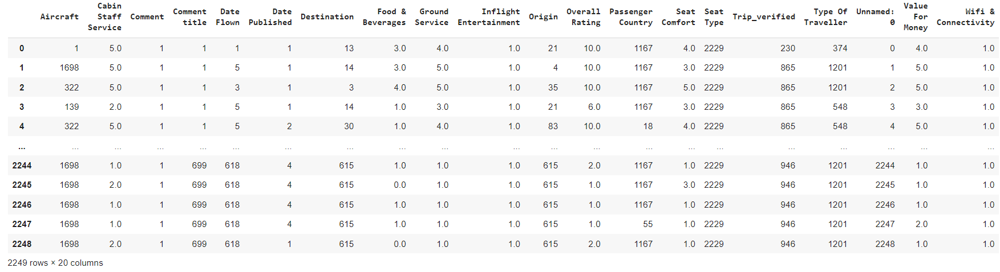 Aircraft Cabin Staff Service Comment Comment title Date Flown Date Published Destination Food & Beverages Ground Service Inflight Entertainment Origin Overall Rating Passenger Country Seat Comfort Seat Type Trip_verified Type Of Traveller Unnamed: 0 Value For Money Wifi & Connectivity
0 1 5.0 1 1 1 1 13 3.0 4.0 1.0 21 10.0 1167 4.0 2229 230 374 0 4.0 1.0
1 1698 5.0 1 1 5 1 14 3.0 5.0 1.0 4 10.0 1167 3.0 2229 865 1201 1 5.0 1.0
2 322 5.0 1 1 3 1 3 4.0 5.0 1.0 35 10.0 1167 5.0 2229 865 1201 2 5.0 1.0
3 139 2.0 1 1 5 1 14 1.0 3.0 1.0 21 6.0 1167 3.0 2229 865 548 3 3.0 1.0
4 322 5.0 1 1 5 2 30 1.0 4.0 1.0 83 10.0 18 4.0 2229 865 548 4 5.0 1.0
... ... ... ... ... ... ... ... ... ... ... ... ... ... ... ... ... ... ... ... ...
2244 1698 1.0 1 699 618 4 615 1.0 1.0 1.0 615 2.0 1167 1.0 2229 946 1201 2244 1.0 1.0
2245 1698 2.0 1 699 618 4 615 0.0 1.0 1.0 615 1.0 1167 3.0 2229 946 1201 2245 1.0 1.0
2246 1698 1.0 1 699 618 4 615 1.0 1.0 1.0 615 1.0 1167 1.0 2229 946 1201 2246 1.0 1.0
2247 1698 1.0 1 699 618 4 615 1.0 1.0 1.0 615 1.0 55 1.0 2229 946 1201 2247 2.0 1.0
2248 1698 2.0 1 699 618 1 615 0.0 1.0 1.0 615 2.0 1167 1.0 2229 946 1201 2248 1.0 1.0
2249 rows × 20 columns